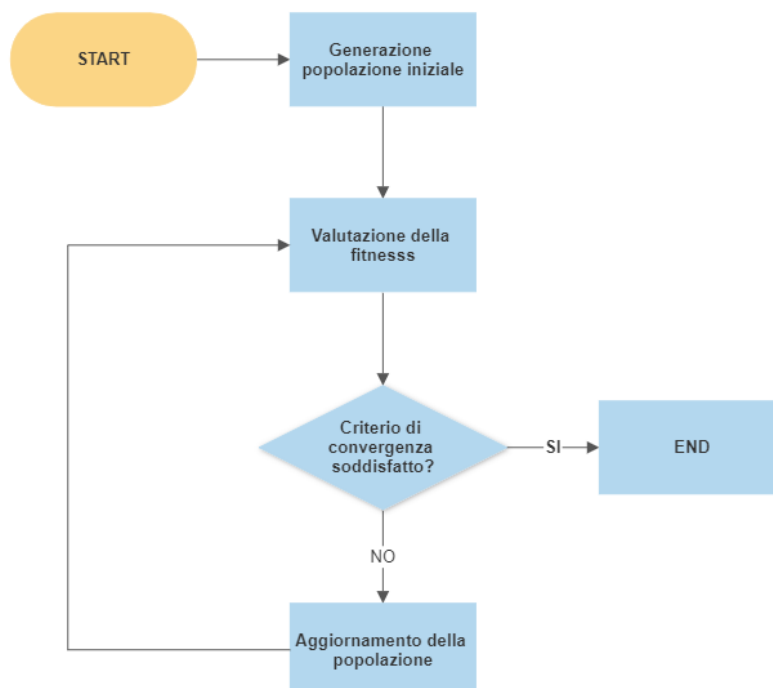 START
Generazione
popolazione iniziale
Valutazione della
fitnesss
Criterio di
convergenza
soddisfatto?
SI
END
NO
Aggiornamento della
popolazione